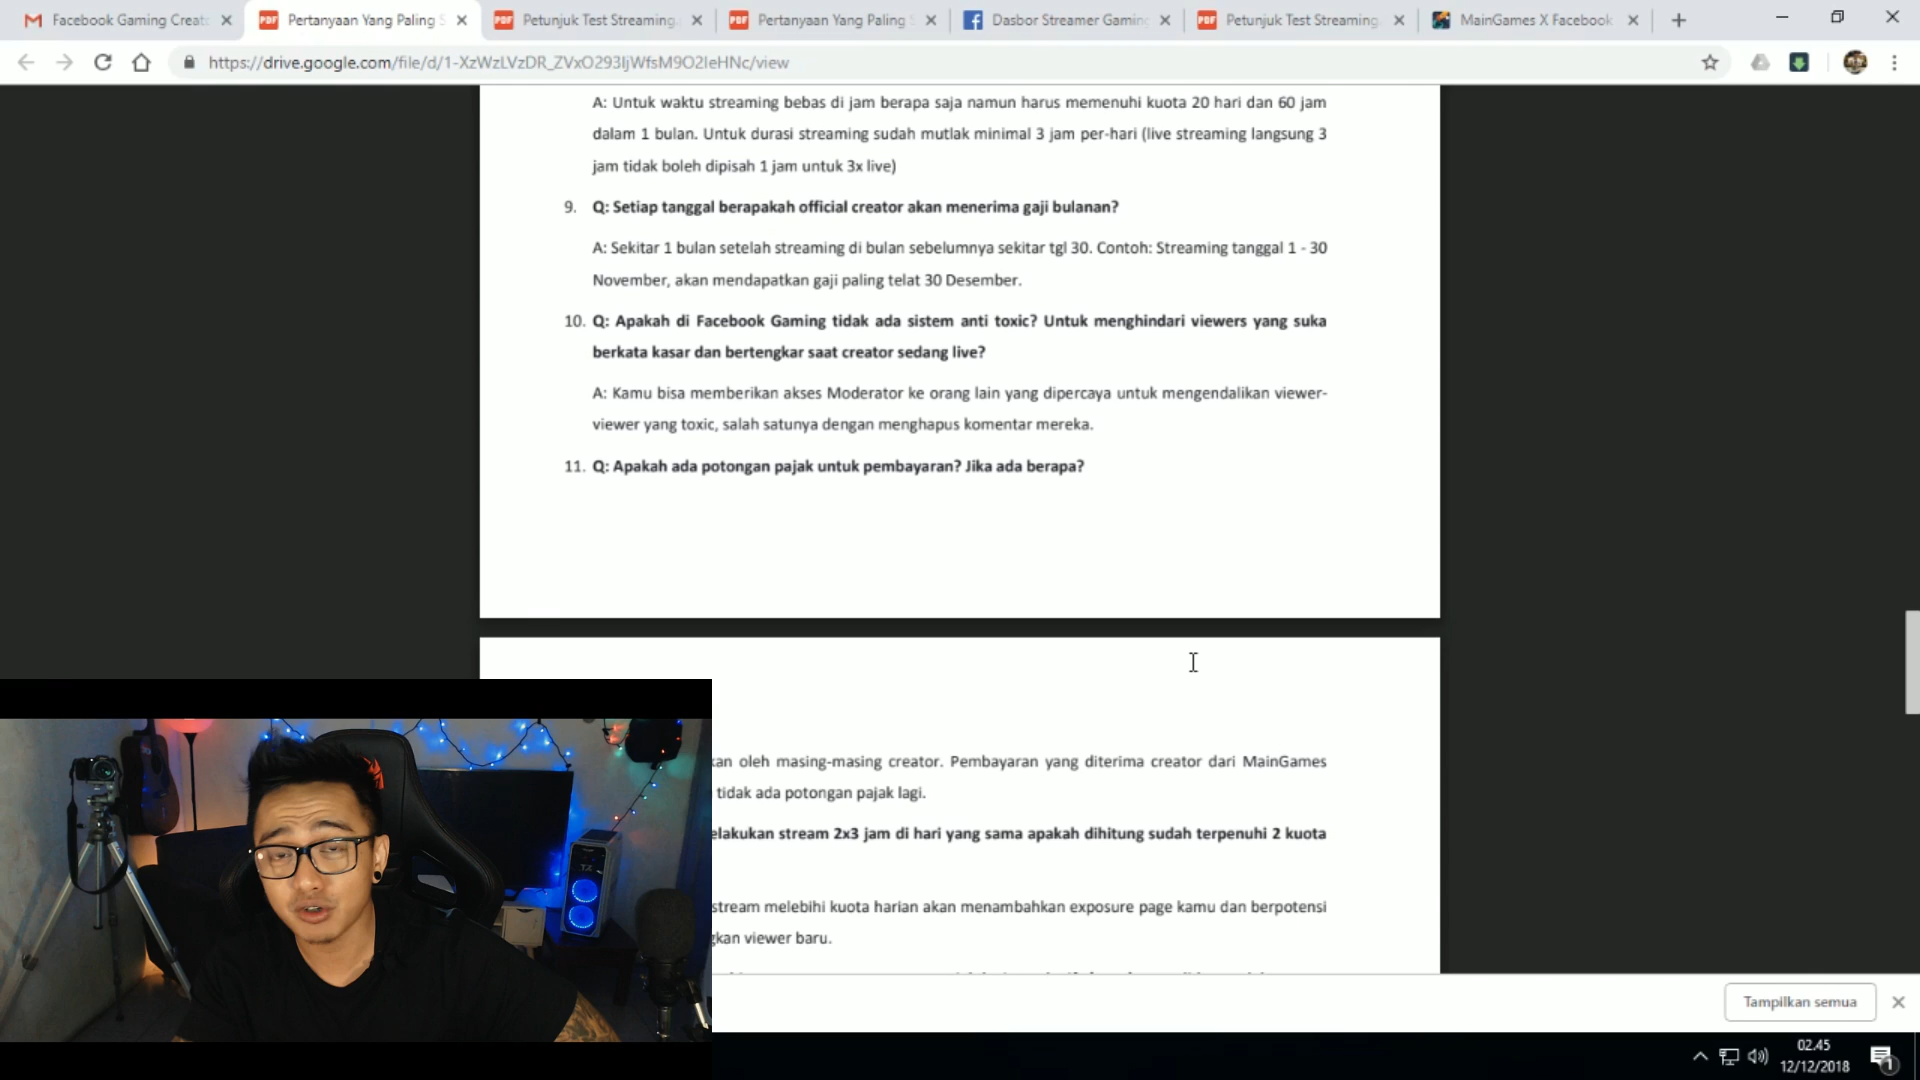 Facebook Gaming Creat
Pertanyaan Yang Paling S
Petunjuk Test Streaming
Pertanyaan Yang Paling S
Dasbor Streamer Gaming
Petunjuk Test Streaming
MainGames X Facebook
https://drive.google.com/file/d/1-XzWzLVzDR_ZVxO293IjWfsM9O2IeHNc/view
A: Untuk waktu streaming bebas di jam berapa saja namun harus memenuhi kuota 20 hari dan 60 jam
dalam 1 bulan. Untuk durasi streaming sudah mutlak minimal 3 jam per-hari (live streaming langsung 3
jam tidak boleh dipisah 1 jam untuk 3x live)
9. Q: Setiap tanggal berapakah official creator akan menerima gaji bulanan?
A: Sekitar 1 bulan setelah streaming di bulan sebelumnya sekitar tgl 30. Contoh: Streaming tanggal 1 - 30
November, akan mendapatkan gaji paling telat 30 Desember.
10. Q: Apakah di Facebook Gaming tidak ada sistem anti toxic? Untuk menghindari viewers yang suka
berkata kasar dan bertengkar saat creator sedang live?
A: Kamu bisa memberikan akses Moderator ke orang lain yang dipercaya untuk mengendalikan viewer-
viewer yang toxic, salah satunya dengan menghapus komentar mereka.
11. Q: Apakah ada potongan pajak untuk pembayaran? Jika ada berapa?
kan oleh masing-masing creator. Pembayaran yang diterima creator dari MainGames
tidak ada potongan pajak lagi.
elakukan stream 2x3 jam di hari yang sama apakah dihitung sudah terpenuhi 2 kuota
stream melebihi kuota harian akan menambahkan exposure page kamu dan berpotensi
gkan viewer baru.
Tampilkan semua
02.45
12/12/2018
1